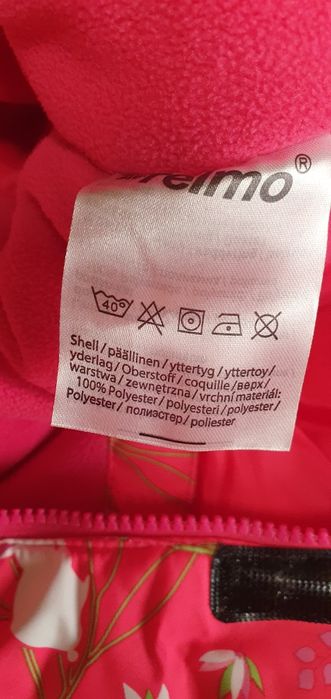 reimo®
40°
Shell / päällinen / yttertyg / yttertoy /
yderlag / Oberstoff / coquille / верх /
warstwa / zewnętrzna / vrchní materiál:
100% Polyester / polyesteri / polyester /
Polyester / полиэстер / poliester